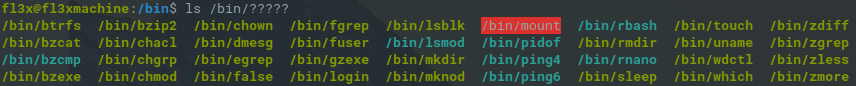 fl3x@fl3xmachine:/bin$ ls /bin/?????
/bin/btrfs /bin/bzip2 /bin/chown /bin/fgrep /bin/lsblk /bin/mount /bin/rbash /bin/touch /bin/zdiff
/bin/bzcat /bin/chacl /bin/dmesg /bin/fuser /bin/lsmod /bin/pidof /bin/rmdir /bin/uname /bin/zgrep
/bin/bzcmp /bin/chgrp /bin/egrep /bin/gzexe /bin/mkdir /bin/ping4 /bin/rnano /bin/wdctl /bin/zless
/bin/bzexe /bin/chmod /bin/false /bin/login /bin/mknod /bin/ping6 /bin/sleep /bin/which /bin/zmore